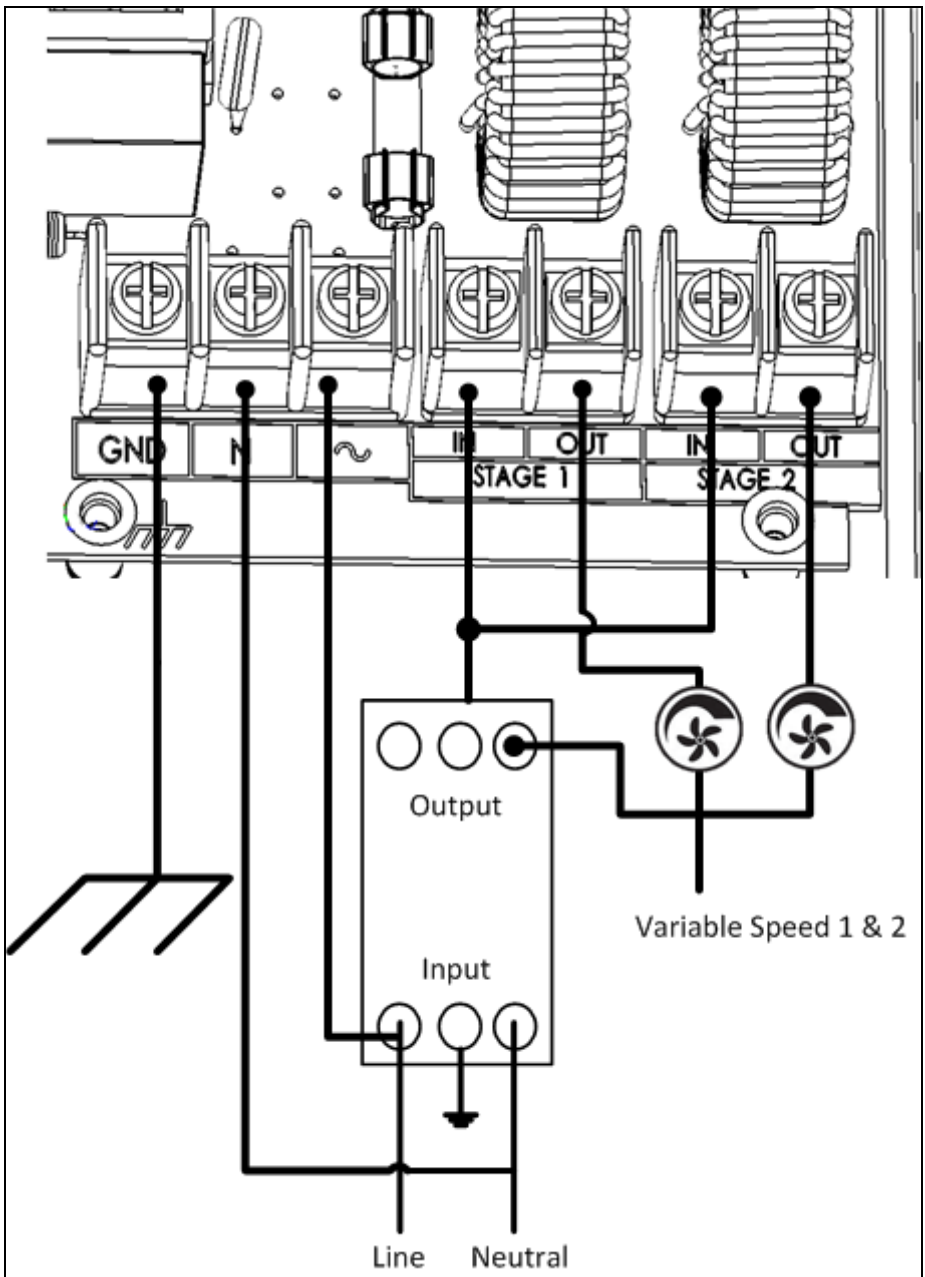 GND N ~ IN OUT IN OUT
STAGE 1 STAGE 2
Output
Variable Speed 1 & 2
Input
Line Neutral